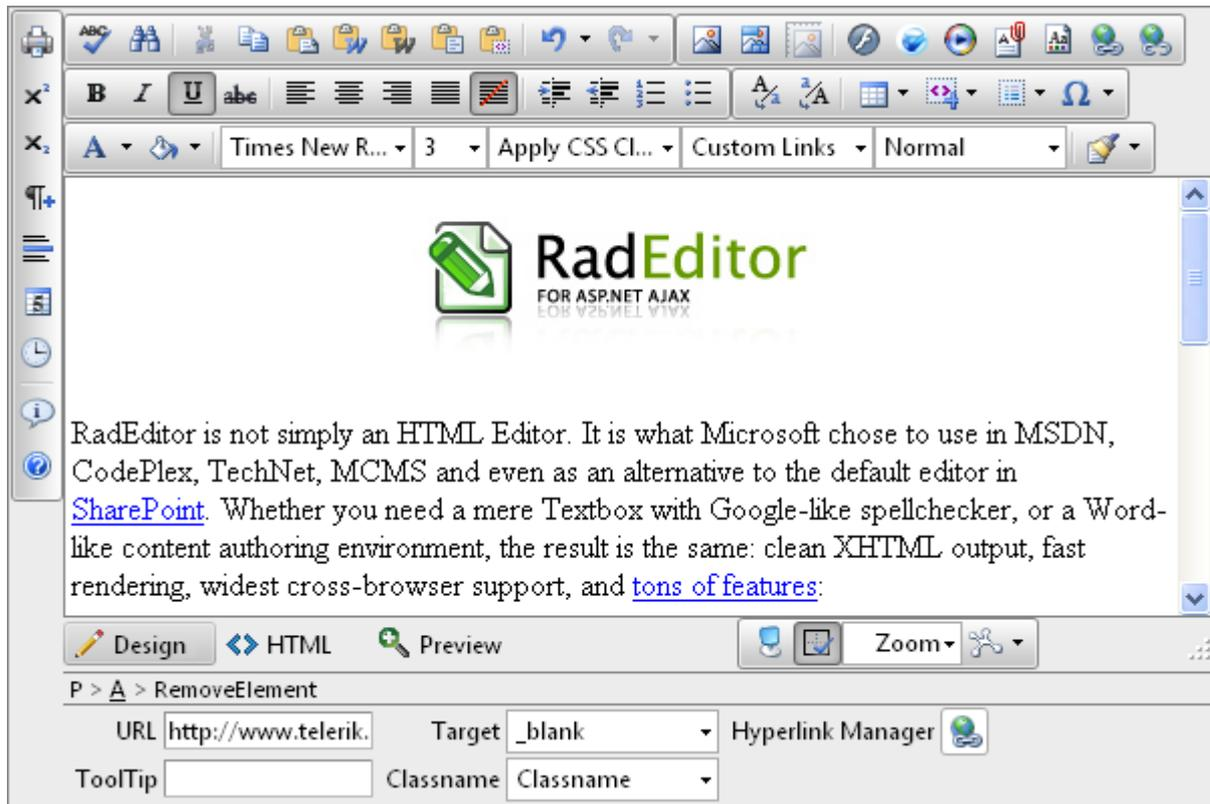 ABC
B I U abc
A Times New R... 3 Apply CSS Cl... Custom Links Normal
RadEditor
FOR ASP.NET AJAX
RadEditor is not simply an HTML Editor. It is what Microsoft chose to use in MSDN,
CodePlex, TechNet, MCMS and even as an alternative to the default editor in
SharePoint. Whether you need a mere Textbox with Google-like spellchecker, or a Word-
like content authoring environment, the result is the same: clean XHTML output, fast
rendering, widest cross-browser support, and tons of features:
Design HTML Preview Zoom
P > A > RemoveElement
URL http://www.telerik. Target _blank Hyperlink Manager
ToolTip Classname Classname